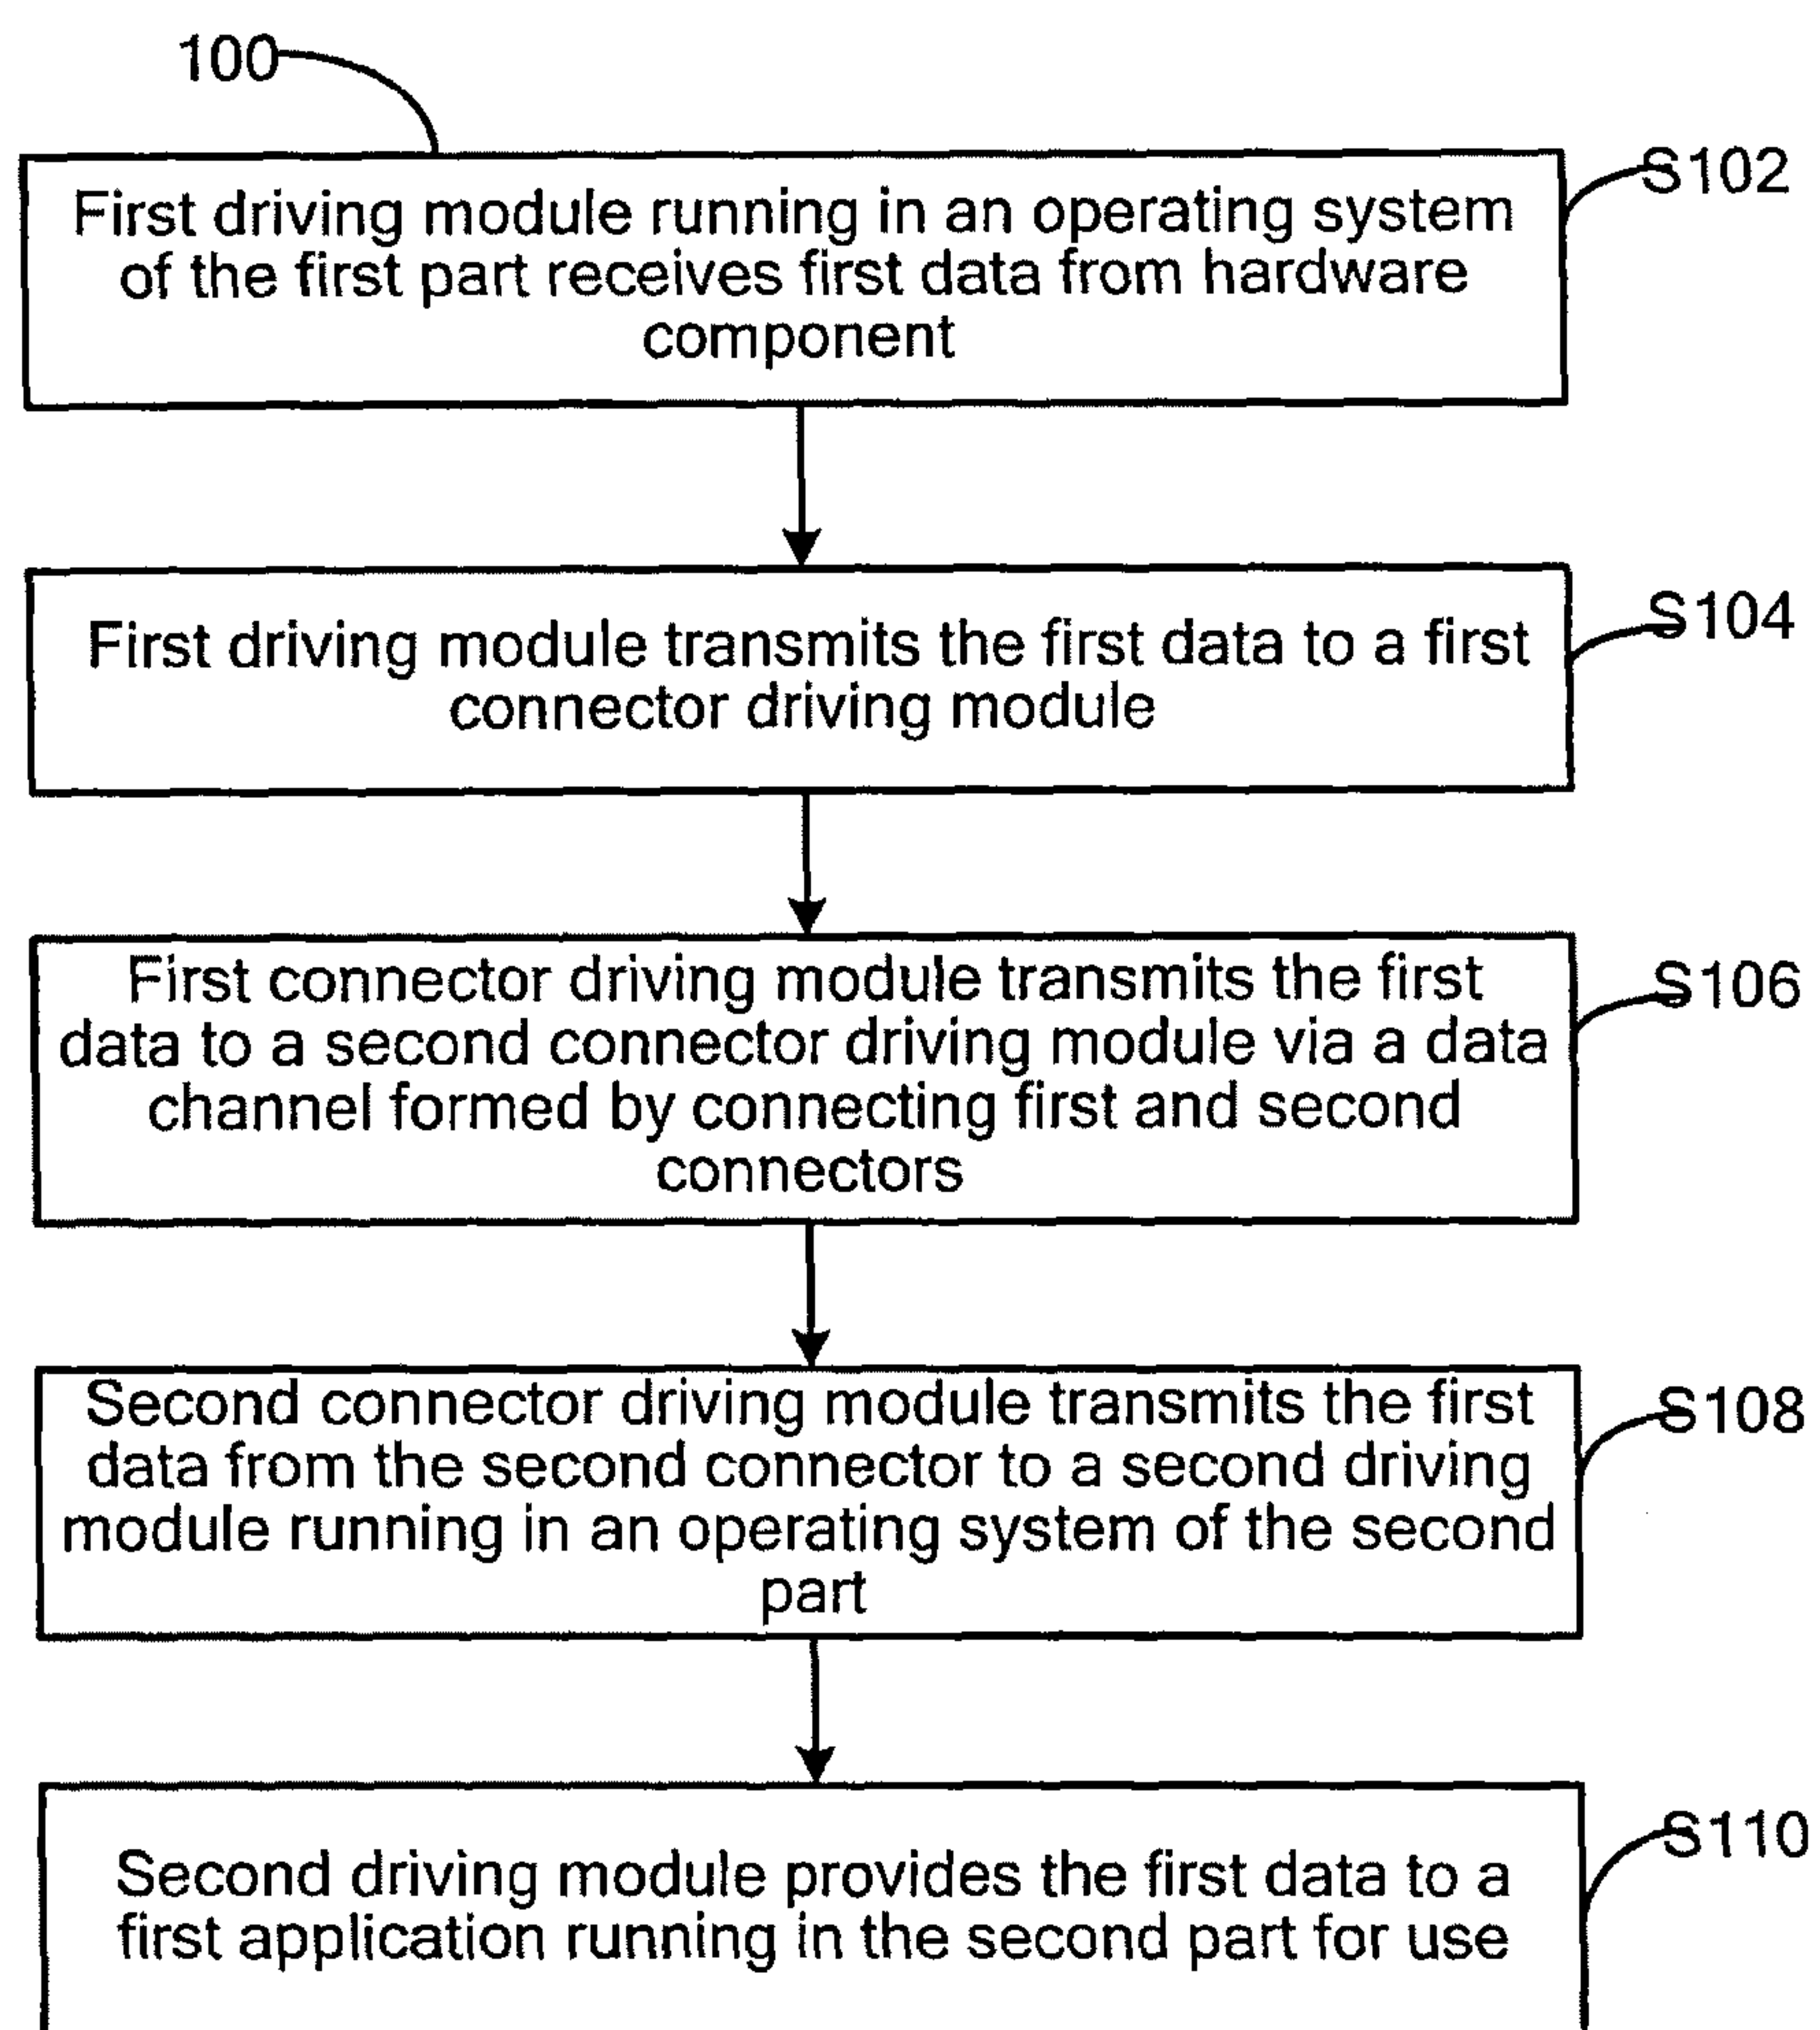 100
S102
First driving module running in an operating system
of the first part receives first data from hardware
component
S104
First driving module transmits the first data to a first
connector driving module
S106
First connector driving module transmits the first
data to a second connector driving module via a data
channel formed by connecting first and second
connectors
S108
Second connector driving module transmits the first
data from the second connector to a second driving
module running in an operating system of the second
part
S110
Second driving module provides the first data to a
first application running in the second part for use